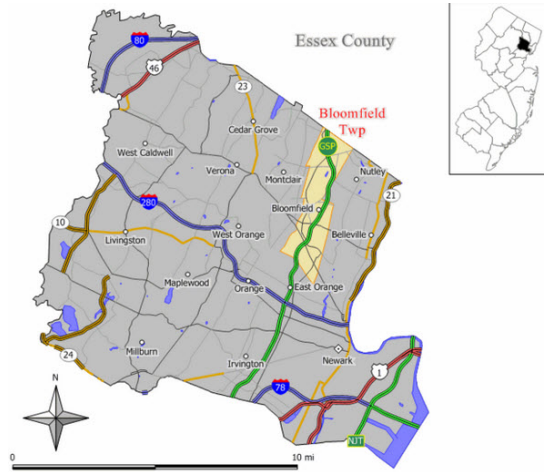 Essex County
80
46
23
Bloomfield
Twp
GSP
Cedar Grove
West Caldwell
Verona
Montclair
Nutley
280
21
Bloomfield
10
Livingston
West Orange
Belleville
Maplewood
Orange
East Orange
24
Millburn
Irvington
Newark
1
78
N
NJT
0
10 mi